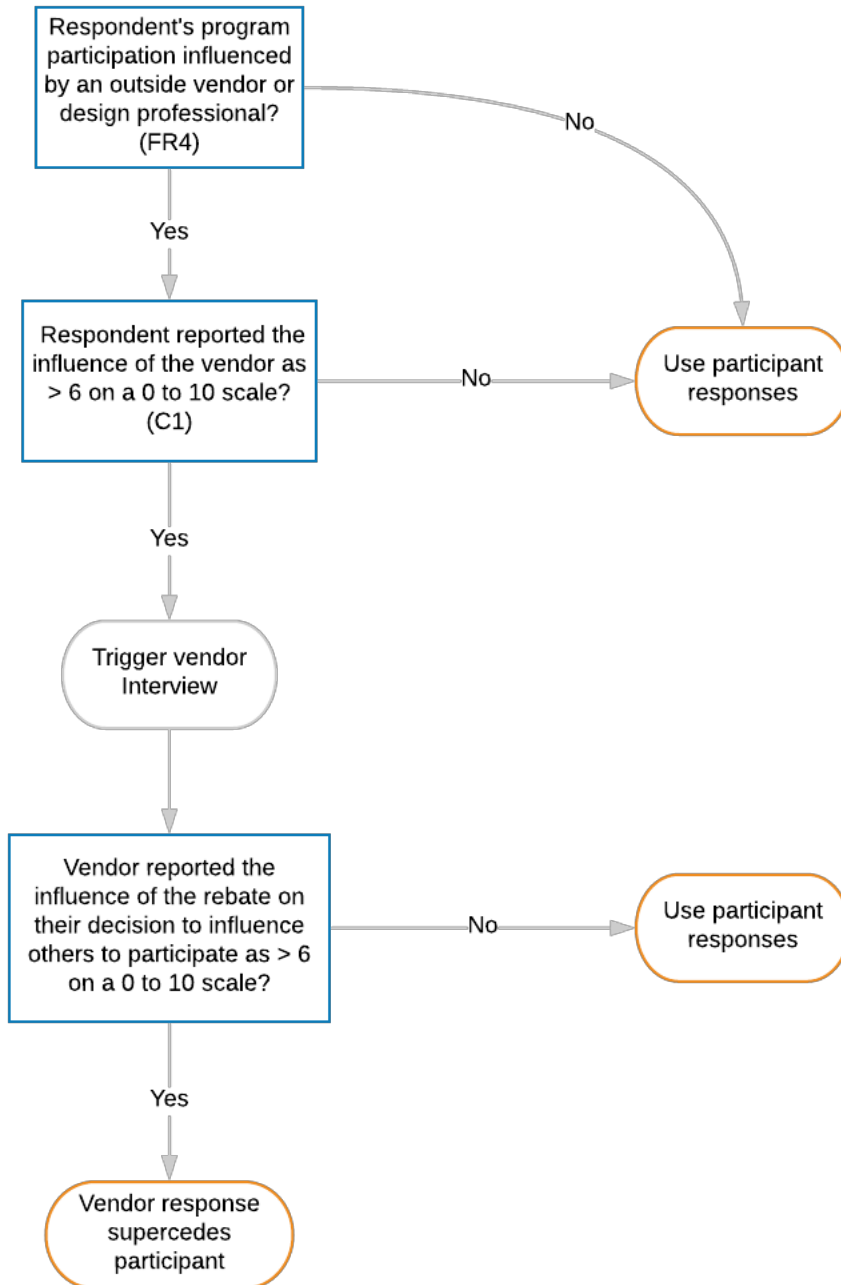 Respondent's program
participation influenced
by an outside vendor or
design professional?
(FR4)
No
Yes
Respondent reported the
influence of the vendor as
> 6 on a 0 to 10 scale?
(C1)
No
Use participant
responses
Yes
Trigger vendor
Interview
Vendor reported the
influence of the rebate on
their decision to influence
others to participate as > 6
on a 0 to 10 scale?
No
Use participant
responses
Yes
Vendor response
supercedes
participant